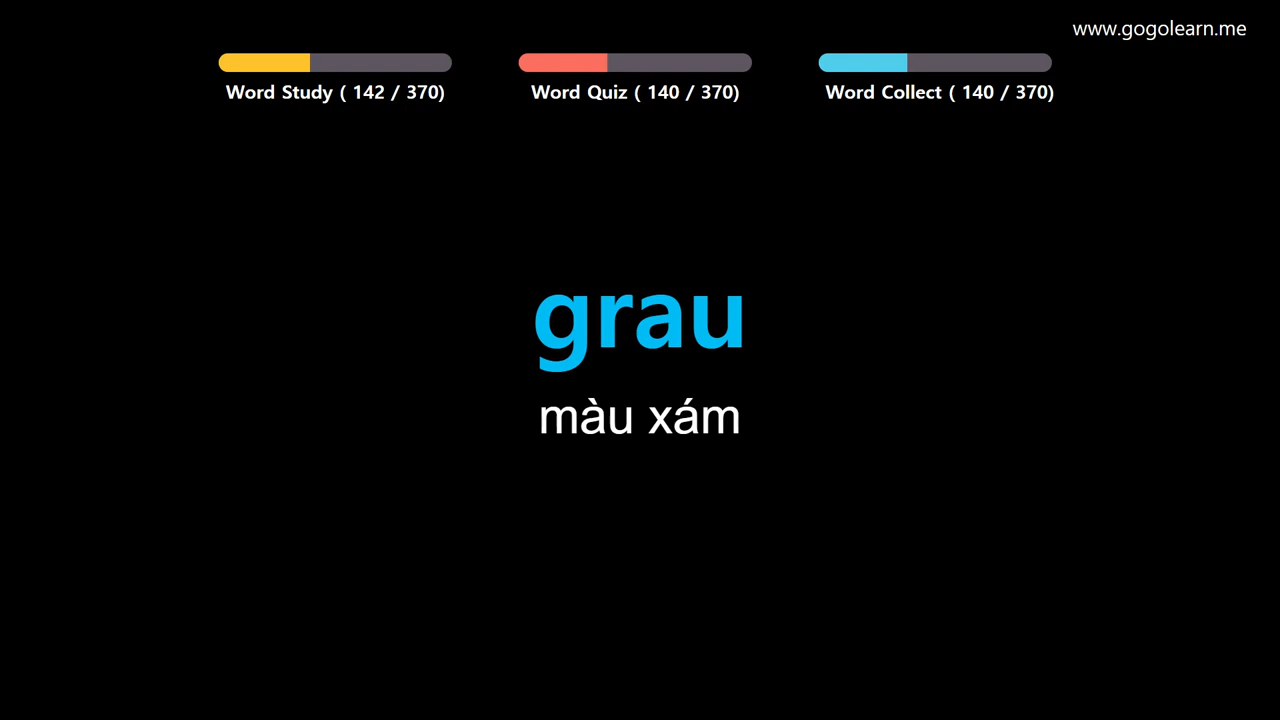 www.gogolearn.me
Word Study ( 142 / 370)
Word Quiz ( 140 / 370)
Word Collect ( 140 / 370)
grau
màu xám